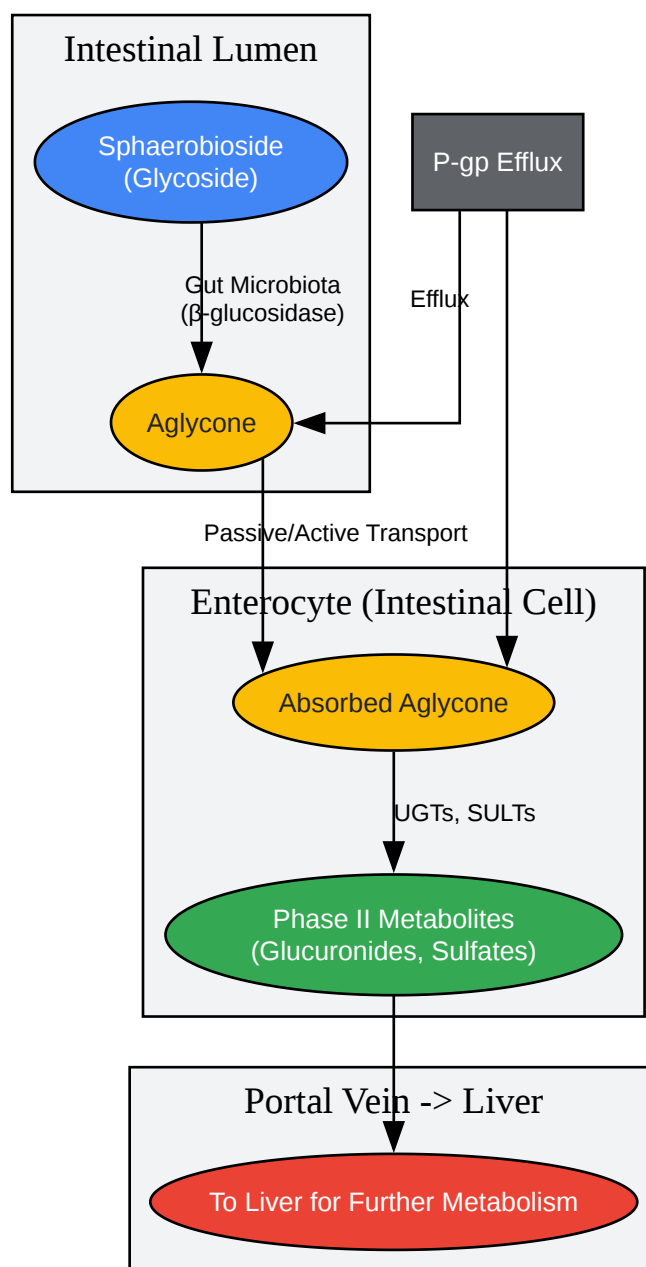 Intestinal Lumen
Sphaerobioside
(Glycoside)
P-gp Efflux
Gut Microbiota
(β-glucosidase)
Efflux
Aglycone
Passive/Active Transport
Enterocyte (Intestinal Cell)
Absorbed Aglycone
UGTs, SULTs
Phase II Metabolites
(Glucuronides, Sulfates)
Portal Vein -> Liver
To Liver for Further Metabolism